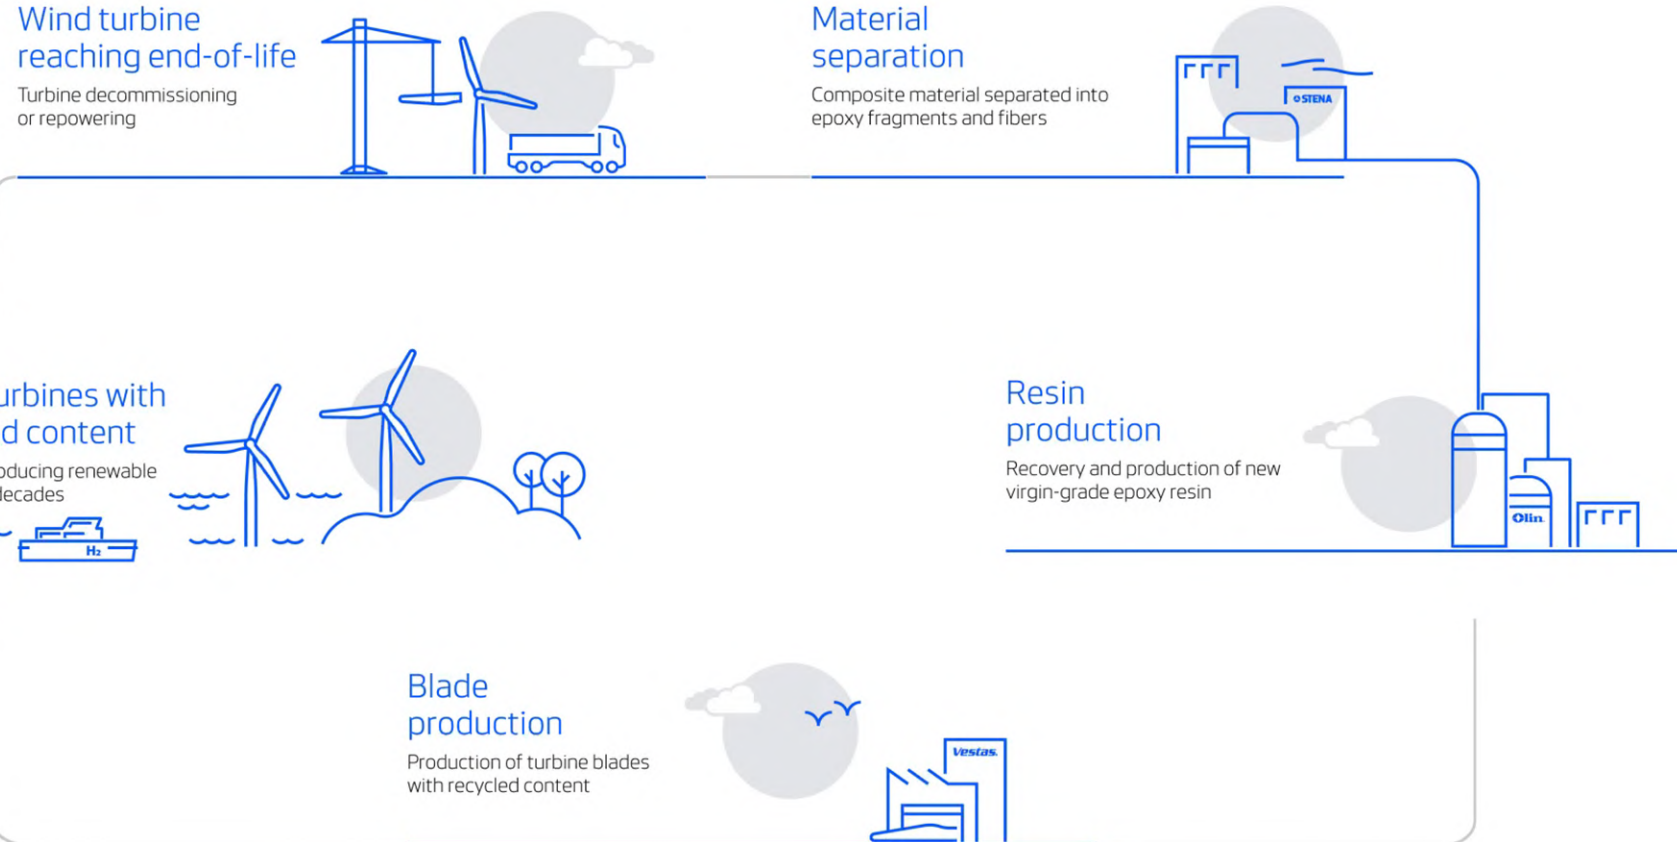 Wind turbine
reaching end-of-life
Turbine decommissioning
or repowering
Material
separation
Composite material separated into
epoxy fragments and fibers
STENA
urbines with
d content
oducing renewable
decades
H₂
Resin
production
Recovery and production of new
virgin-grade epoxy resin
Olin
Blade
production
Production of turbine blades
with recycled content
Vestas.